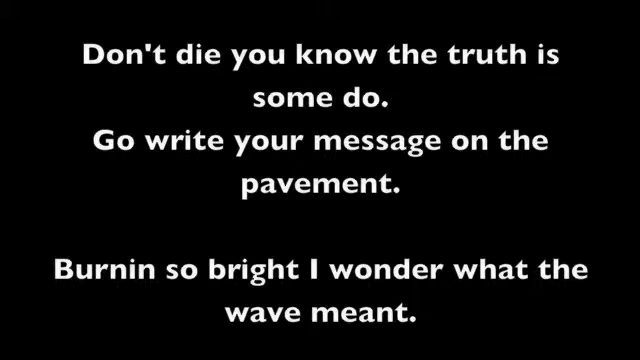 Don't die you know the truth is
some do.
Go write your message on the
pavement.
Burnin so bright I wonder what the
wave meant.